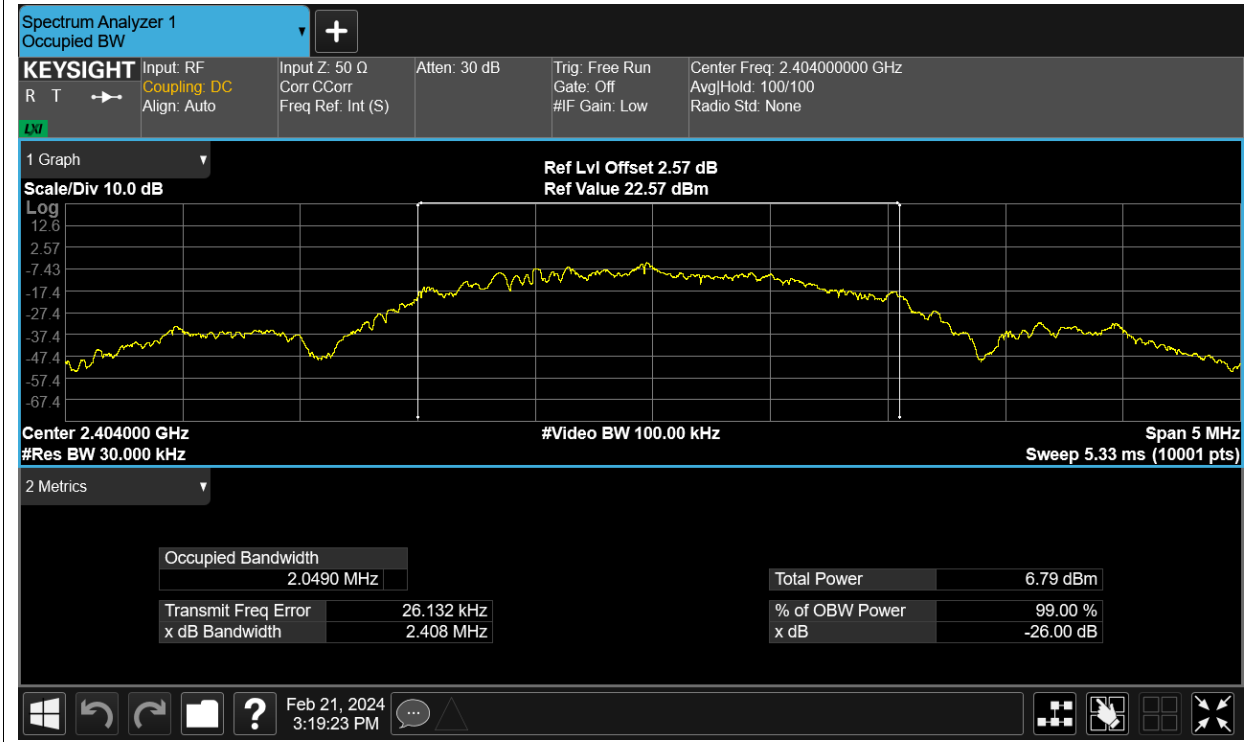 Spectrum Analyzer 1
Occupied BW
KEYSIGHT
R T
LXI
Input: RF
Coupling: DC
Align: Auto
Input Z: 50 Ω
Corr CCorr
Freq Ref: Int (S)
Atten: 30 dB
Trig: Free Run
Gate: Off
#IF Gain: Low
Center Freq: 2.404000000 GHz
Avg|Hold: 100/100
Radio Std: None
1 Graph
Scale/Div 10.0 dB
Ref Lvl Offset 2.57 dB
Ref Value 22.57 dBm
Log
12.6
2.57
-7.43
-17.4
-27.4
-37.4
-47.4
-57.4
-67.4
Center 2.404000 GHz
#Video BW 100.00 kHz
Span 5 MHz
#Res BW 30.000 kHz
Sweep 5.33 ms (10001 pts)
2 Metrics
Occupied Bandwidth
2.0490 MHz
Total Power 6.79 dBm
Transmit Freq Error 26.132 kHz
% of OBW Power 99.00 %
x dB Bandwidth 2.408 MHz
x dB -26.00 dB
?
Feb 21, 2024
3:19:23 PM